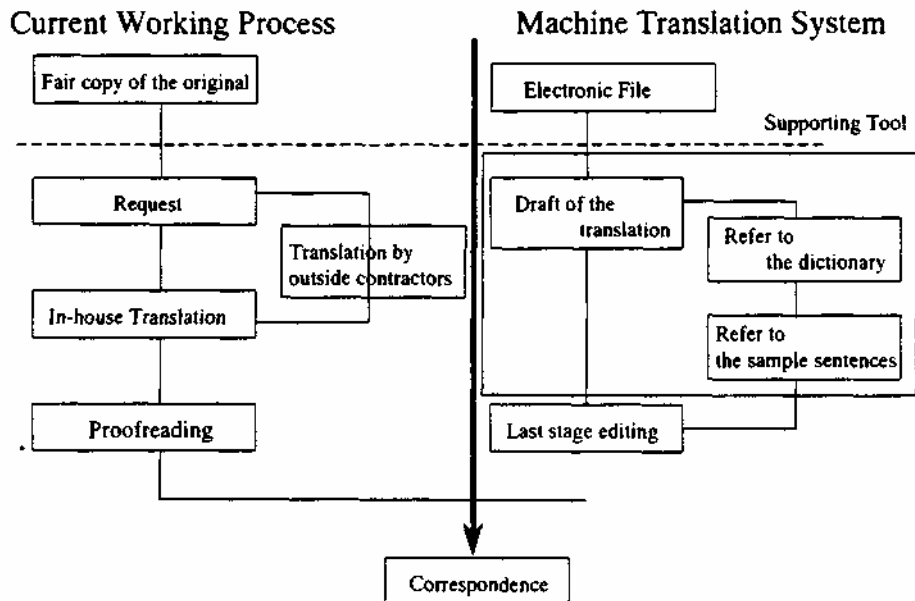 Current Working Process
Machine Translation System
Fair copy of the original
Electronic File
Supporting Tool
Request
Translation by
outside contractors
In-house Translation
Proofreading
Draft of the
translation
Refer to
the dictionary
Refer to
the sample sentences
Last stage editing
Correspondence